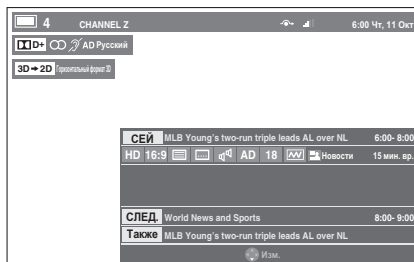 4 CHANNEL Z 6:00 Чт, 11 Окт
D+ AD Русский
3D➔2D Горизонтальный формат 3D
СЕЙ MLB Young's two-run triple leads AL over NL 6:00- 8:00
HD 16:9 AD 18 Новости 15 мин. вр.
СЛЕД. World News and Sports 8:00- 9:00
Также MLB Young's two-run triple leads AL over NL
Изм.